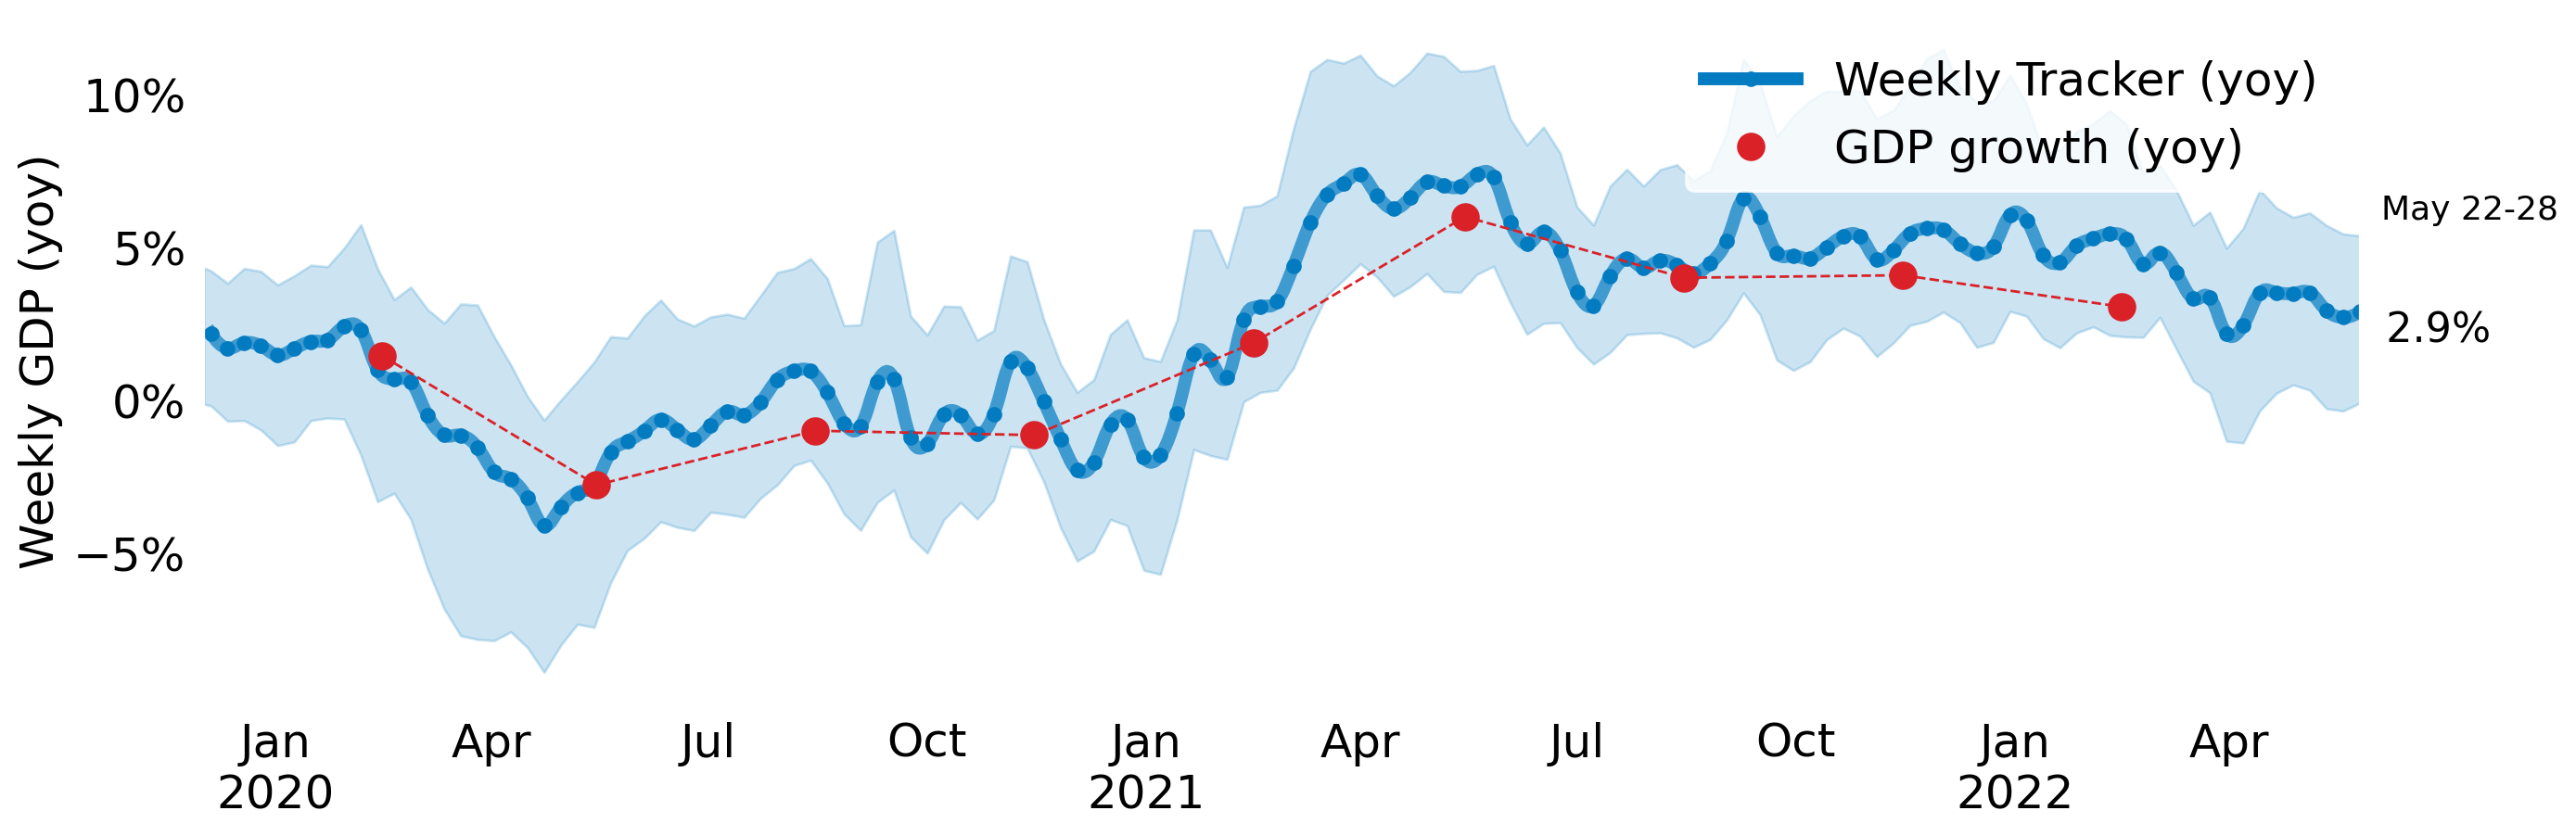 Weekly Tracker (yoy)
GDP growth (yoy)
Weekly GDP (yoy)
10%
5%
0%
−5%
May 22-28
2.9%
Jan Apr Jul Oct Jan Apr Jul Oct Jan Apr
2020 2021 2022